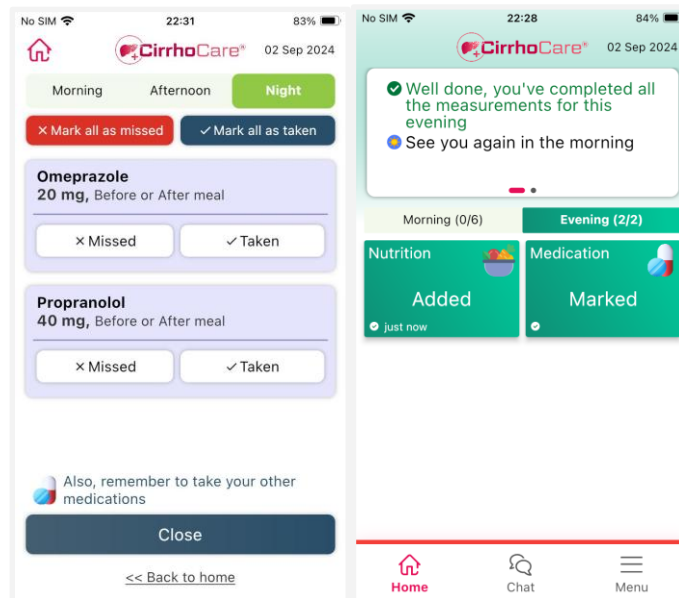 No SIM 22:31 83%
CirrhoCare® 02 Sep 2024
Morning Afternoon Night
× Mark all as missed ✓ Mark all as taken
Omeprazole
20 mg, Before or After meal
× Missed ✓ Taken
Propranolol
40 mg, Before or After meal
× Missed ✓ Taken
Also, remember to take your other
medications
Close
<< Back to home
No SIM 22:28 84%
CirrhoCare® 02 Sep 2024
Well done, you've completed all
the measurements for this
evening
See you again in the morning
Morning (0/6) Evening (2/2)
Nutrition Medication
Added Marked
just now
Home Chat Menu